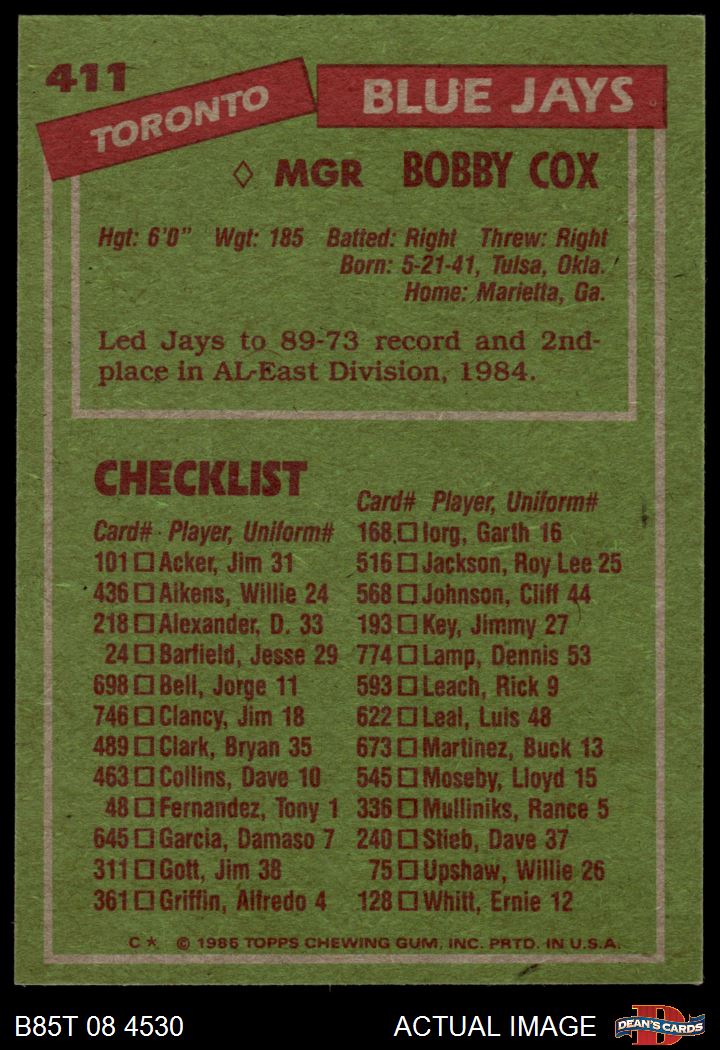 411
TORONTO BLUE JAYS
◇ MGR BOBBY COX
Hgt: 6'0" Wgt: 185 Batted: Right Threw: Right
Born: 5-21-41, Tulsa, Okla.
Home: Marietta, Ga.
Led Jays to 89-73 record and 2nd-
place in AL-East Division, 1984.
CHECKLIST
Card# Player, Uniform#
101 □ Acker, Jim 31
436 □ Aikens, Willie 24
218 □ Alexander, D. 33
24 □ Barfield, Jesse 29
698 □ Bell, Jorge 11
746 □ Clancy, Jim 18
489 □ Clark, Bryan 35
463 □ Collins, Dave 10
48 □ Fernandez, Tony 1
645 □ Garcia, Damaso 7
311 □ Gott, Jim 38
361 □ Griffin, Alfredo 4
Card# Player, Uniform#
168 □ Iorg, Garth 16
516 □ Jackson, Roy Lee 25
568 □ Johnson, Cliff 44
193 □ Key, Jimmy 27
774 □ Lamp, Dennis 53
593 □ Leach, Rick 9
622 □ Leal, Luis 48
673 □ Martinez, Buck 13
545 □ Moseby, Lloyd 15
336 □ Mulliniks, Rance 5
240 □ Stieb, Dave 37
75 □ Upshaw, Willie 26
128 □ Whitt, Ernie 12
C* © 1985 TOPPS CHEWING GUM, INC. PRTD. IN U.S.A.
B85T 08 4530
ACTUAL IMAGE
D
DEAN'S CARDS